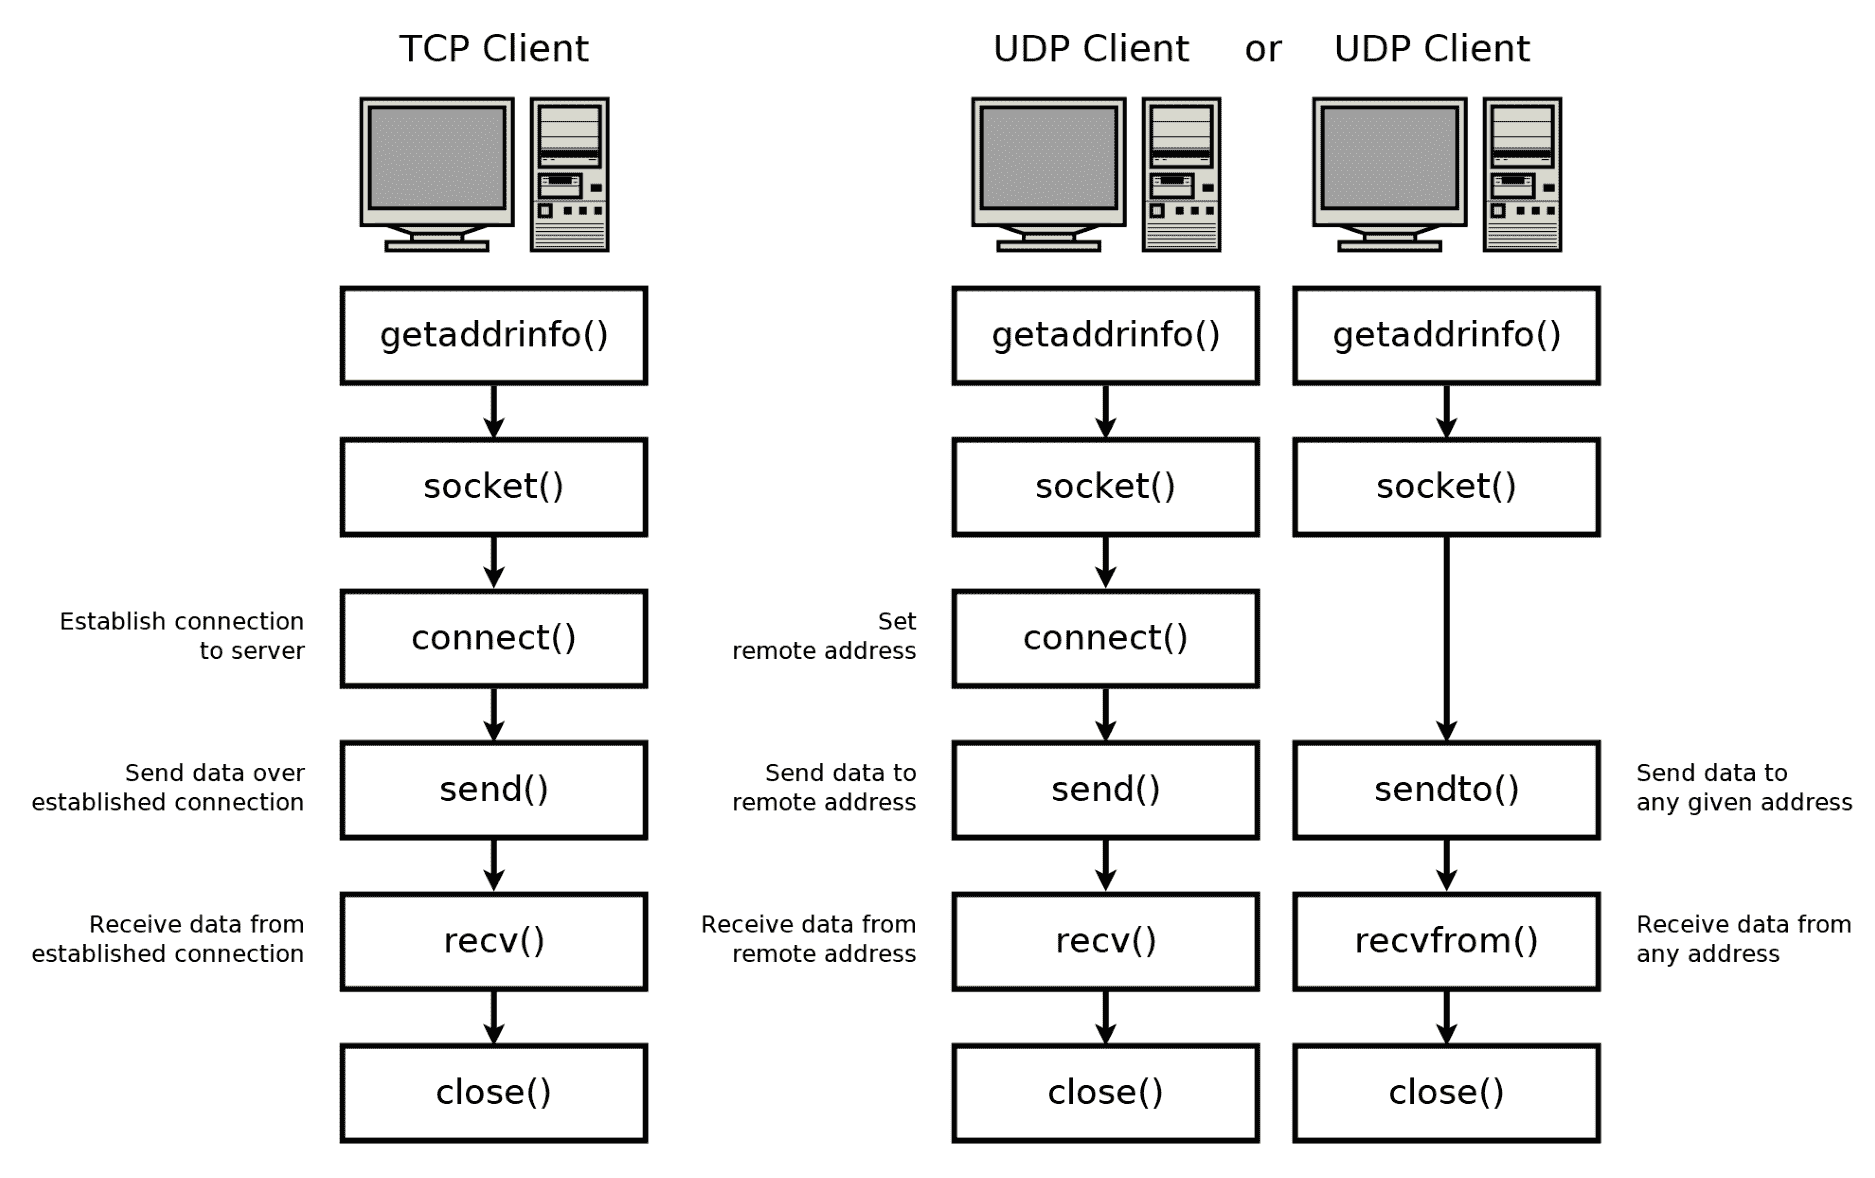 TCP Client
UDP Client or UDP Client
getaddrinfo()
getaddrinfo()
getaddrinfo()
socket()
socket()
socket()
Establish connection
to server
connect()
Set
remote address
connect()
Send data over
established connection
send()
Send data to
remote address
send()
sendto()
Send data to
any given address
Receive data from
established connection
recv()
Receive data from
remote address
recv()
recvfrom()
Receive data from
any address
close()
close()
close()